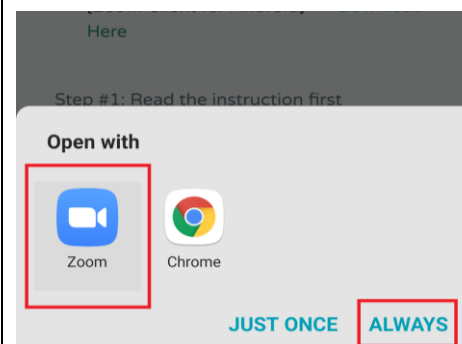 Here
Step #1: Read the instruction first
Open with
Zoom Chrome
JUST ONCE ALWAYS